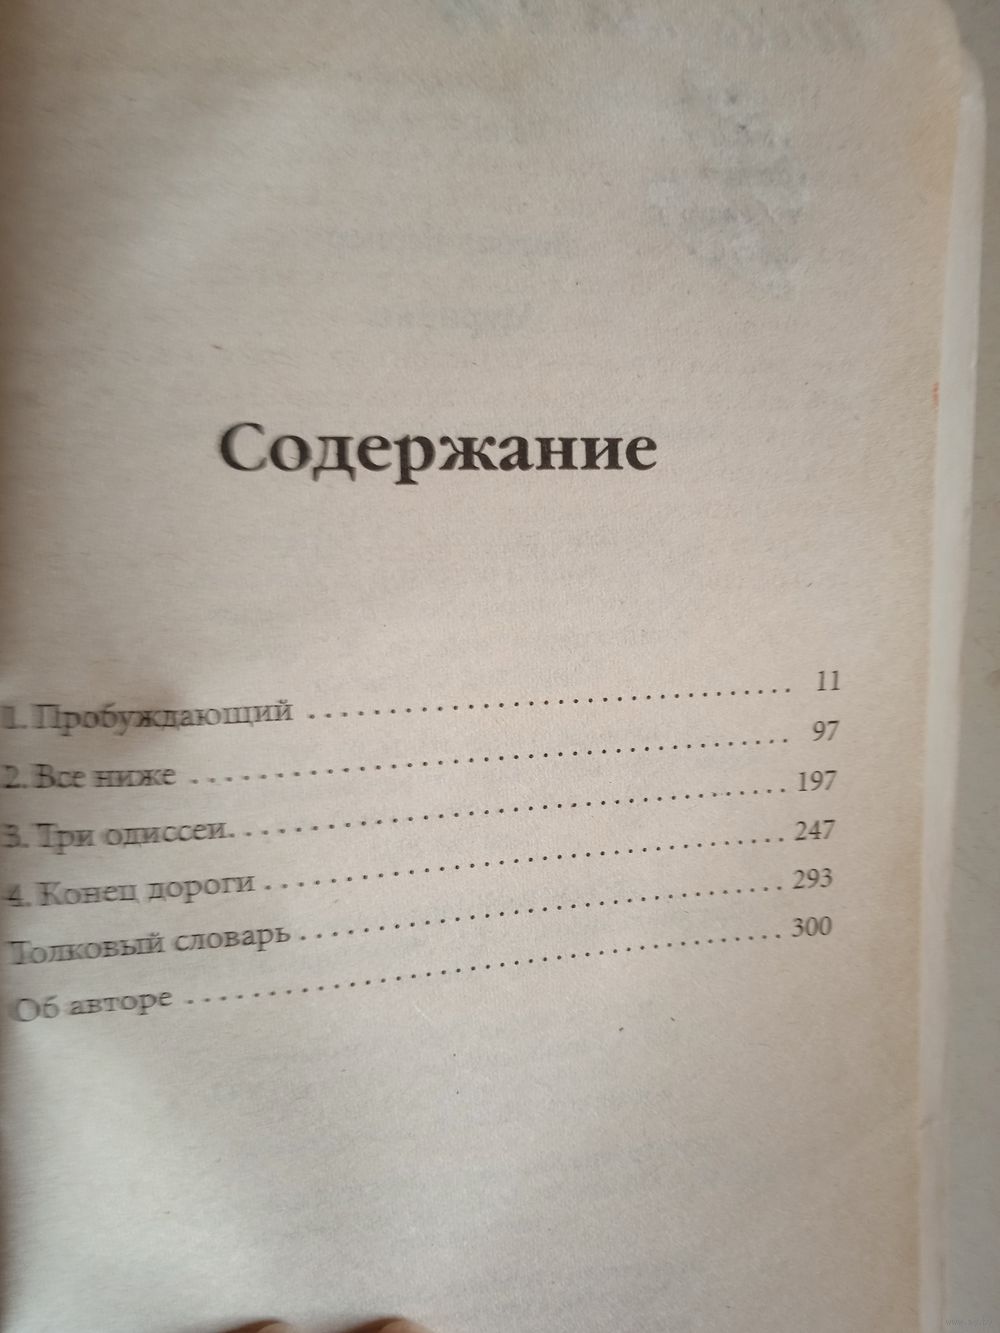 Содержание
1. Пробуждающий 11
2. Все ниже 97
3. Три одиссеи 197
4. Конец дороги 247
Толковый словарь 293
Об авторе 300